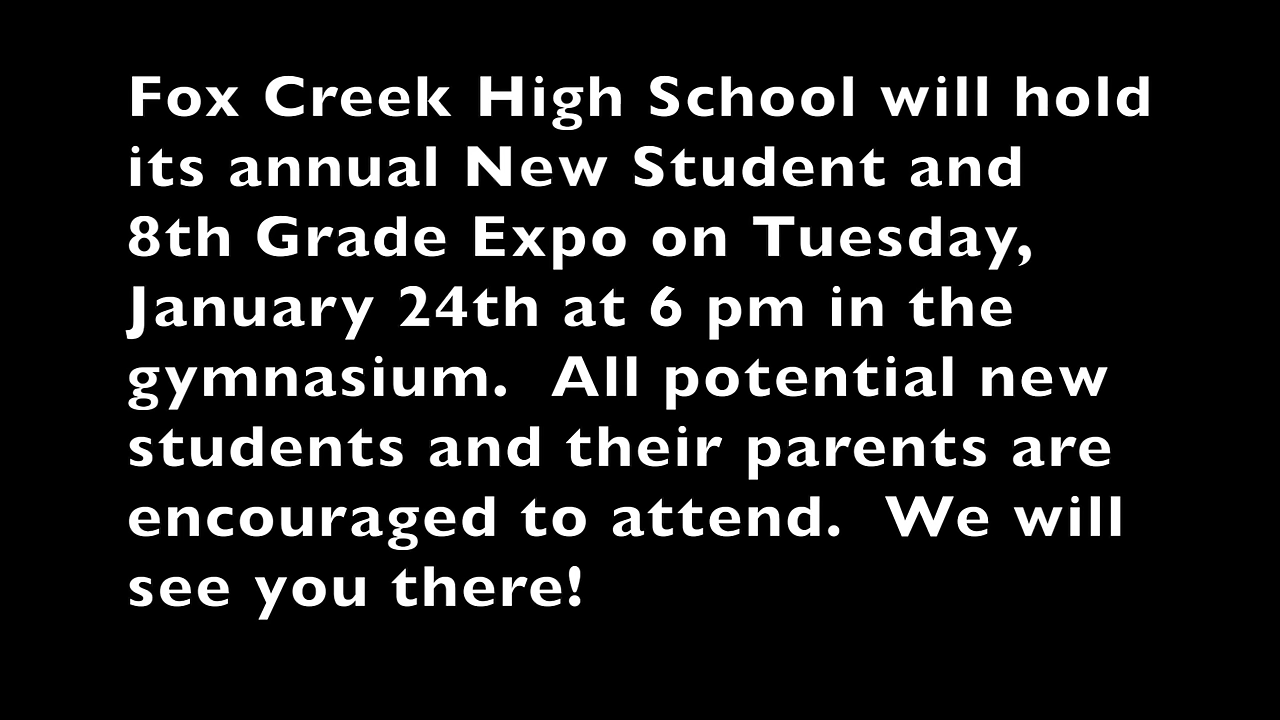 Fox Creek High School will hold
its annual New Student and
8th Grade Expo on Tuesday,
January 24th at 6 pm in the
gymnasium.  All potential new
students and their parents are
encouraged to attend.  We will
see you there!